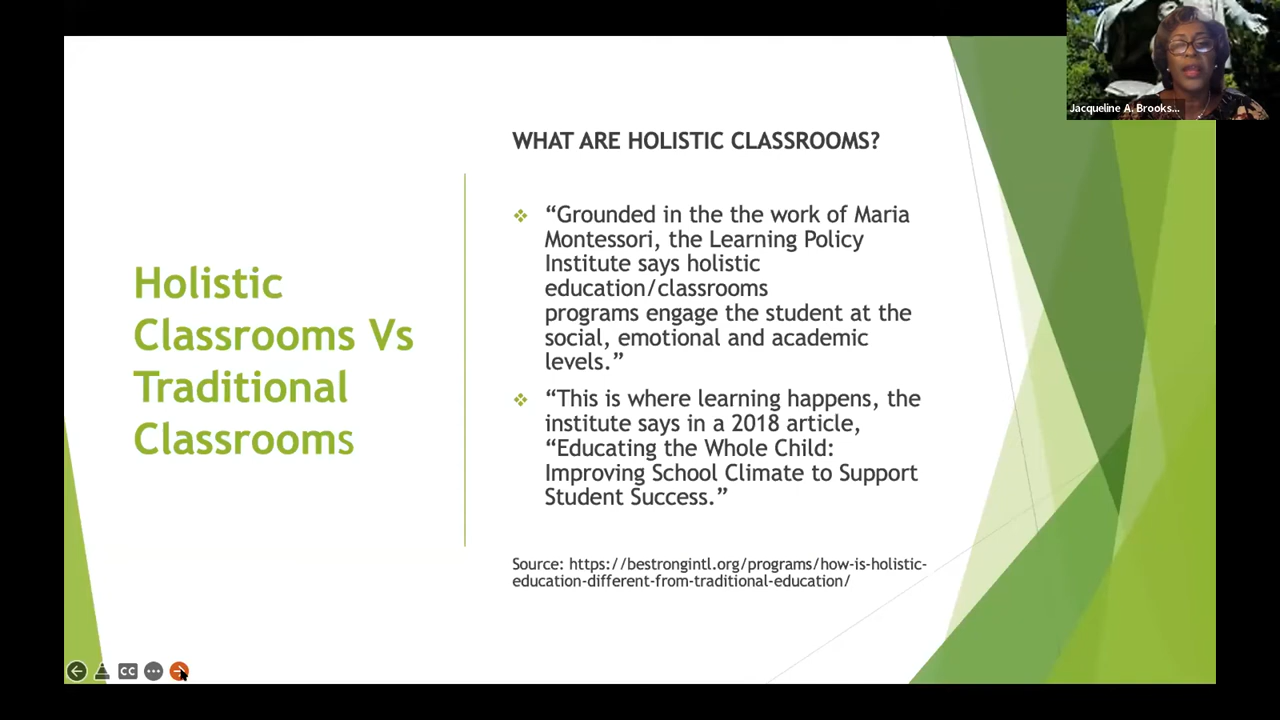 Jacqueline A. Brooks...
WHAT ARE HOLISTIC CLASSROOMS?
Holistic
Classrooms Vs
Traditional
Classrooms
“Grounded in the the work of Maria
Montessori, the Learning Policy
Institute says holistic
education/classrooms
programs engage the student at the
social, emotional and academic
levels.”
“This is where learning happens, the
institute says in a 2018 article,
“Educating the Whole Child:
Improving School Climate to Support
Student Success.”
Source: https://bestrongintl.org/programs/how-is-holistic-
education-different-from-traditional-education/
CC